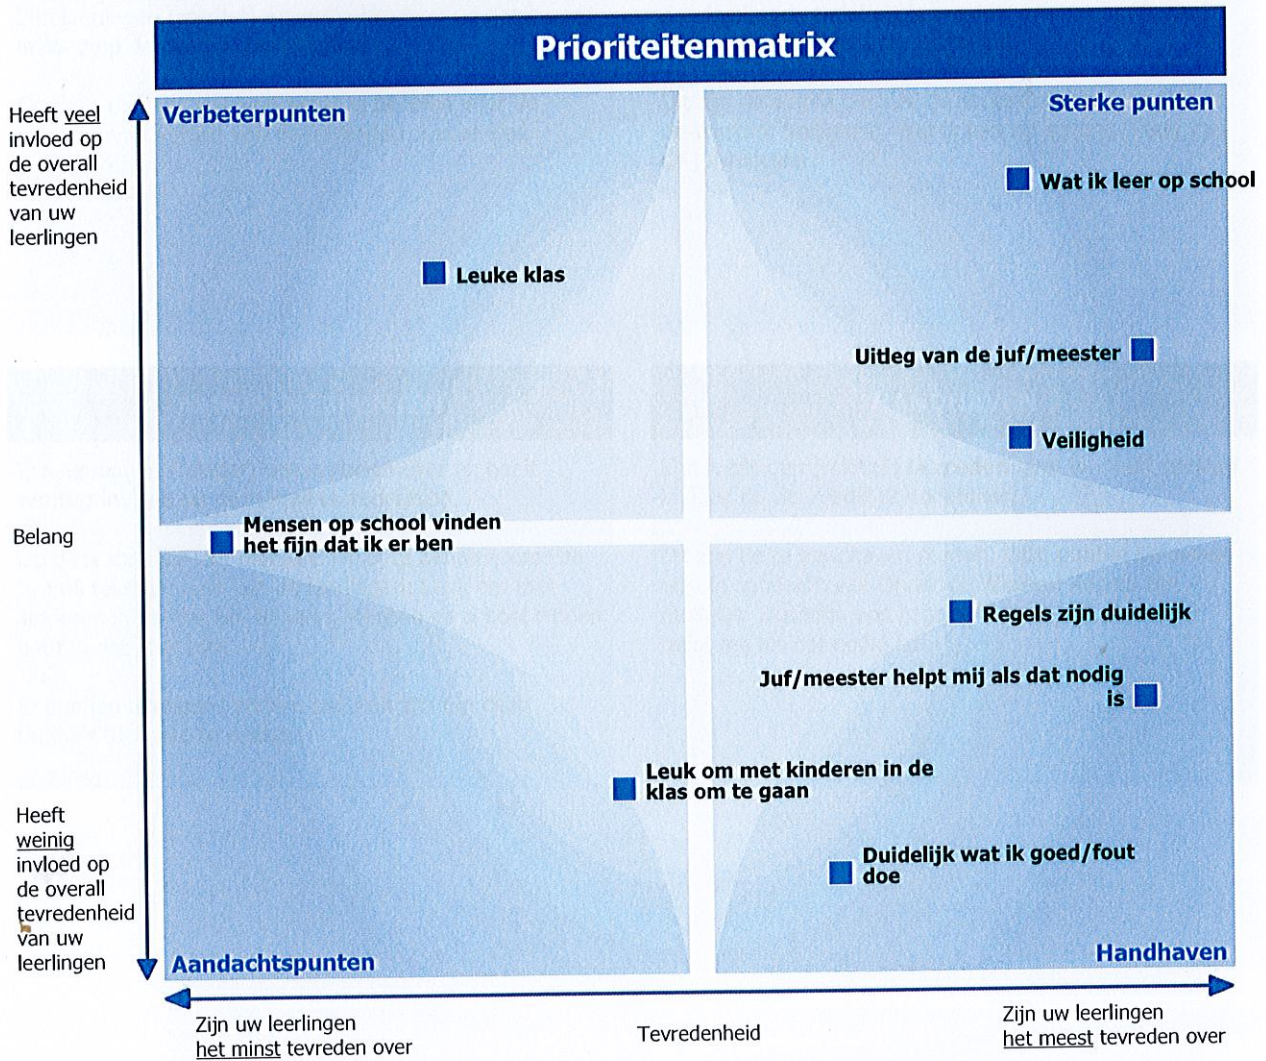 Prioriteitenmatrix
Heeft veel
invloed op
de overall
tevredenheid
van uw
leerlingen
Verbeterpunten
Sterke punten
Wat ik leer op school
Leuke klas
Uitleg van de juf/meester
Veiligheid
Belang
Mensen op school vinden
het fijn dat ik er ben
Regels zijn duidelijk
Juf/meester helpt mij als dat nodig
is
Leuk om met kinderen in de
klas om te gaan
Duidelijk wat ik goed/fout
doe
Heeft
weinig
invloed op
de overall
tevredenheid
van uw
leerlingen
Aandachtspunten
Handhaven
Zijn uw leerlingen
het minst tevreden over
Tevredenheid
Zijn uw leerlingen
het meest tevreden over